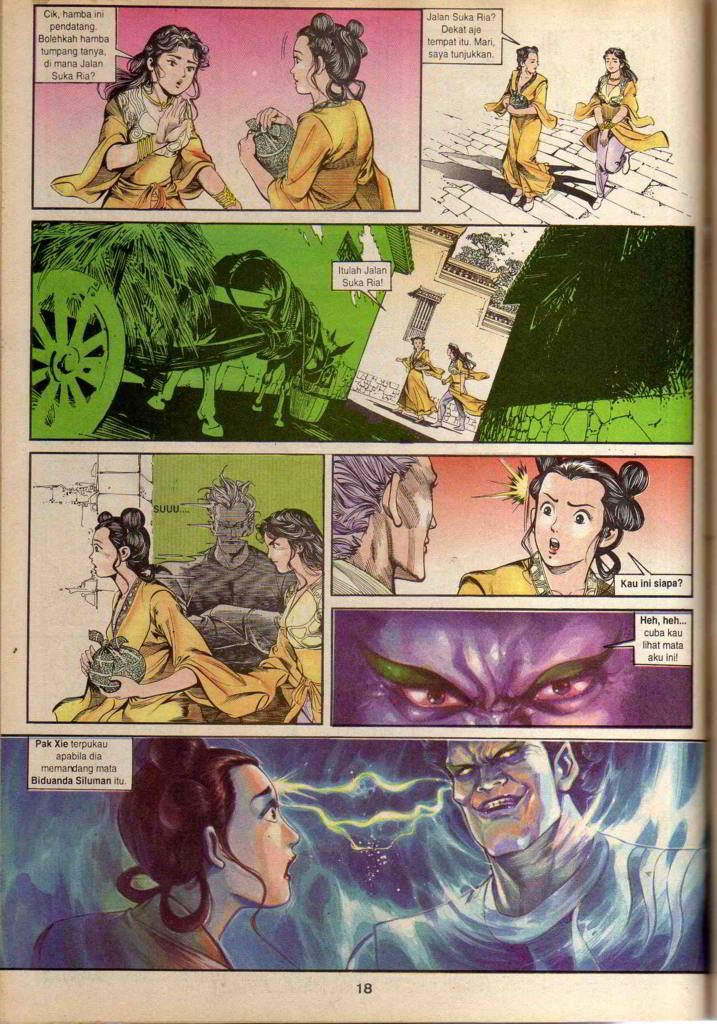 Cik, hamba ini
pendatang.
Bolehkah hamba
tumpang tanya,
di mana Jalan
Suka Ria?
Jalan Suka Ria?
Dekat aje
tempat itu. Mari,
saya tunjukkan.
Itulah Jalan
Suka Ria!
SUUU....
Kau ini siapa?
Heh, heh...
cuba kau
lihat mata
aku ini!
Pak Xie terpukau
apabila dia
memandang mata
Biduanda Siluman itu.
18